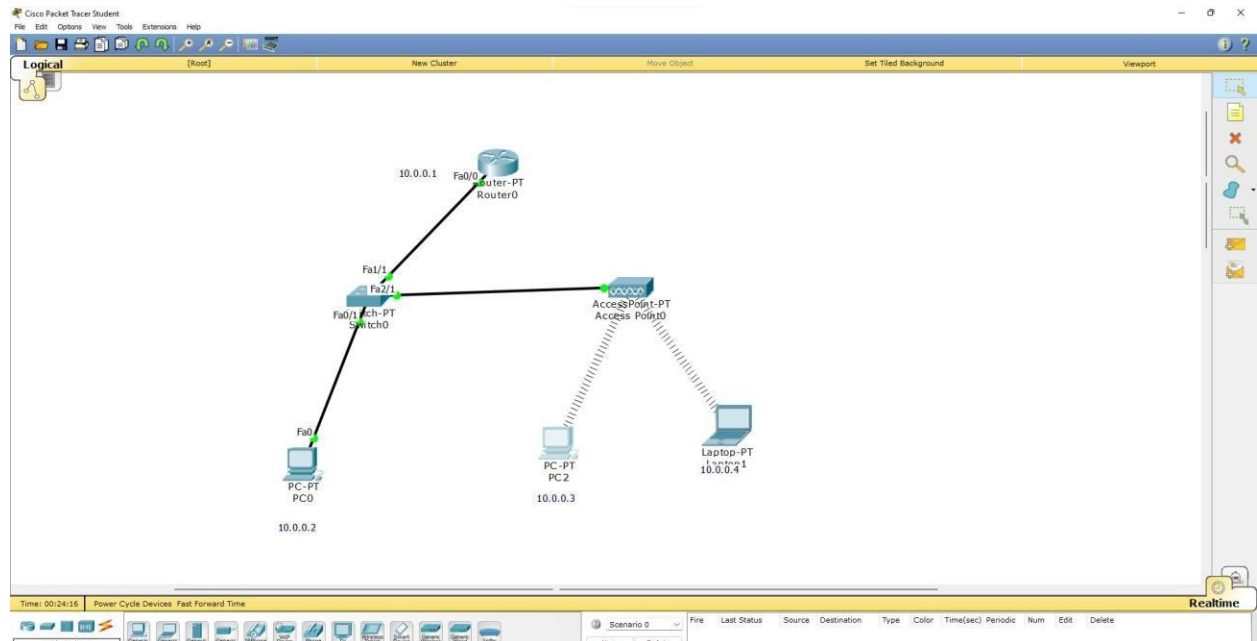 Cisco Packet Tracer Student
File Edit Options View Tools Extensions Help
Logical [Root] New Cluster Move Object Set Tiled Background Viewport
10.0.0.1 Fa0/0 outer-PT
Router0
Fa1/1
Fa2/1
Fa0/1 tch-PT
Switch0
AccessPoint-PT
Access Point0
Fa0
PC-PT
PC0
10.0.0.2
PC-PT
PC2
10.0.0.3
Laptop-PT
Laptop1
10.0.0.4
Time: 00:24:16 Power Cycle Devices Fast Forward Time Realtime
Scenario 0 Fire Last Status Source Destination Type Color Time(sec) Periodic Num Edit Delete